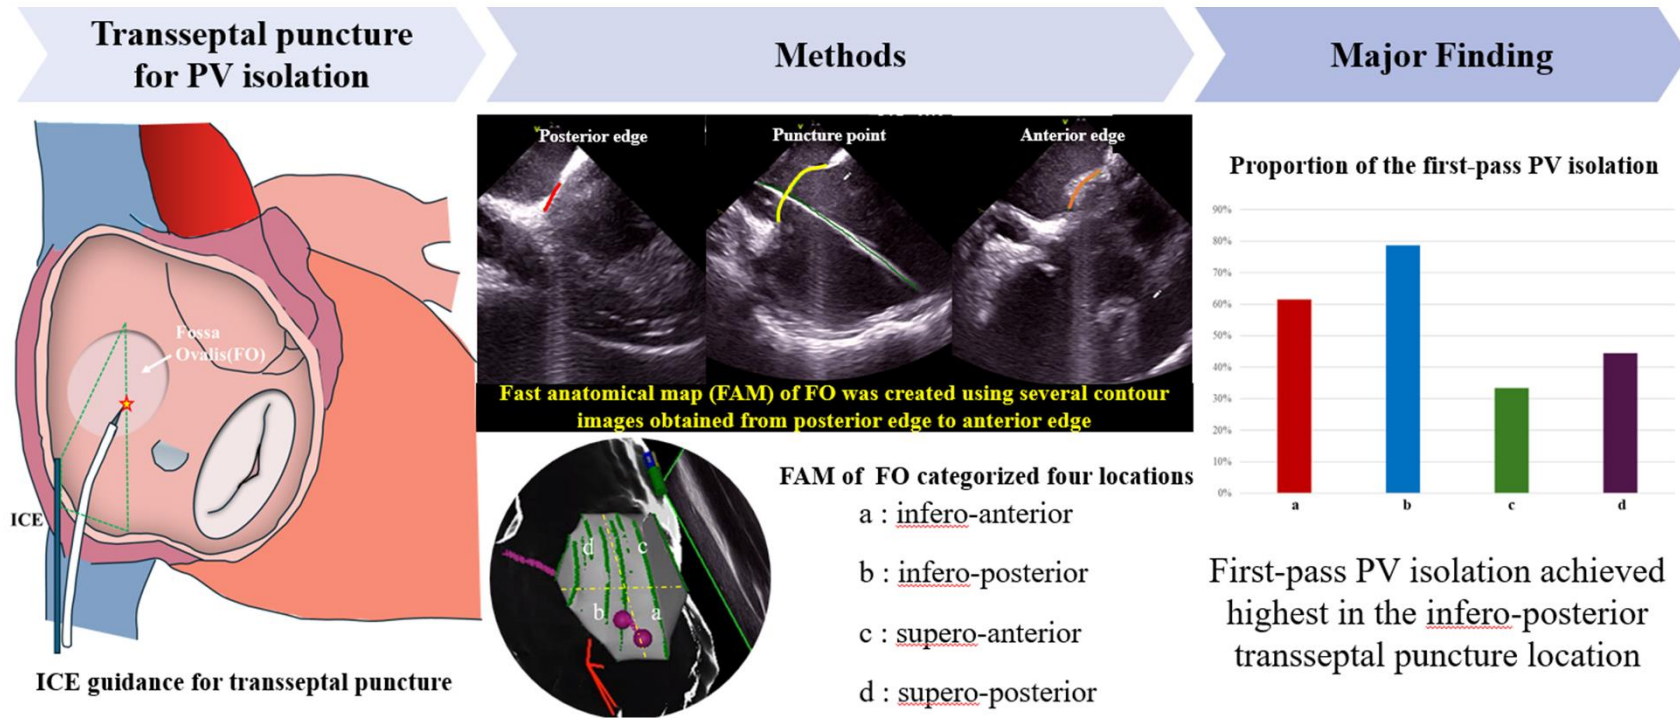 Transseptal puncture
for PV isolation
Methods
Major Finding
Fossa
Ovalis(FO)
ICE
ICE guidance for transseptal puncture
Posterior edge
Puncture point
Anterior edge
Fast anatomical map (FAM) of FO was created using several contour
images obtained from posterior edge to anterior edge
d
c
b
a
FAM of FO categorized four locations
a : infero-anterior
b : infero-posterior
c : supero-anterior
d : supero-posterior
Proportion of the first-pass PV isolation
90%
80%
70%
60%
50%
40%
30%
20%
10%
0%
a b c d
First-pass PV isolation achieved
highest in the infero-posterior
transseptal puncture location